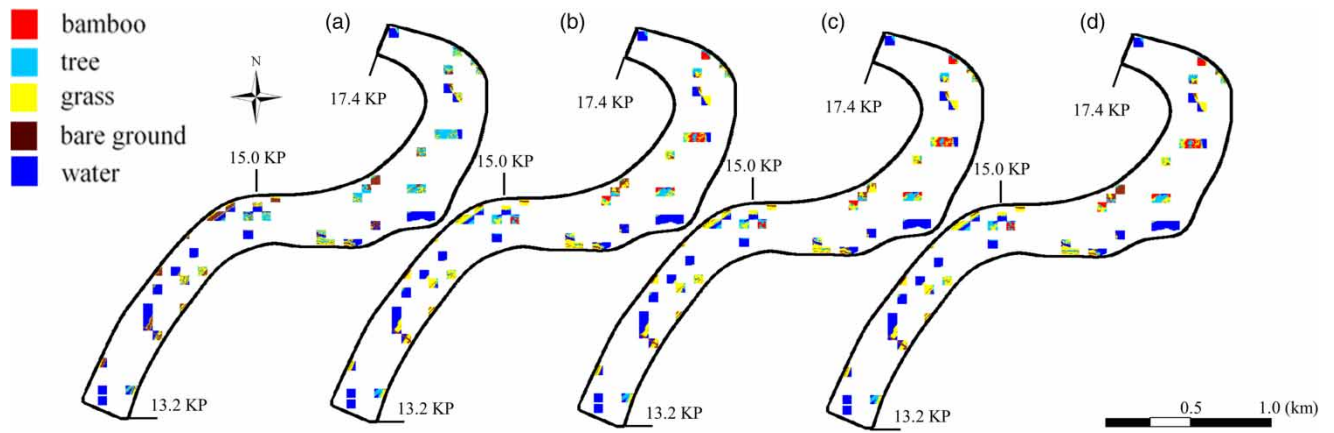 bamboo
tree
grass
bare ground
water
N
(a)
(b)
(c)
(d)
17.4 KP
17.4 KP
17.4 KP
17.4 KP
15.0 KP
15.0 KP
15.0 KP
15.0 KP
13.2 KP
13.2 KP
13.2 KP
13.2 KP
0.5
1.0 (km)